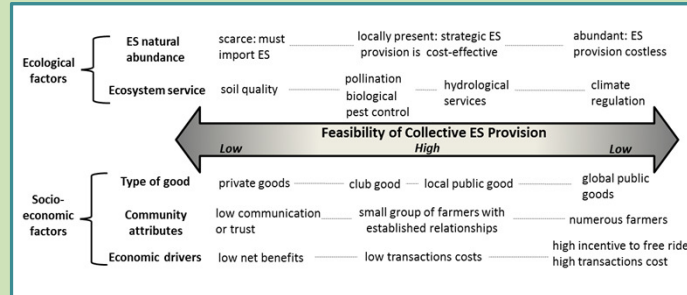 ES natural abundance
scarce: must import ES
locally present: strategic ES provision is cost-effective
abundant: ES provision costless
Ecological factors
Ecosystem service
soil quality
pollination
biological pest control
hydrological services
climate regulation
Feasibility of Collective ES Provision
Low High Low
Type of good
private goods
club good
local public good
global public goods
Socio-economic factors
Community attributes
low communication or trust
small group of farmers with established relationships
numerous farmers
Economic drivers
low net benefits
low transactions costs
high incentive to free ride
high transactions cost